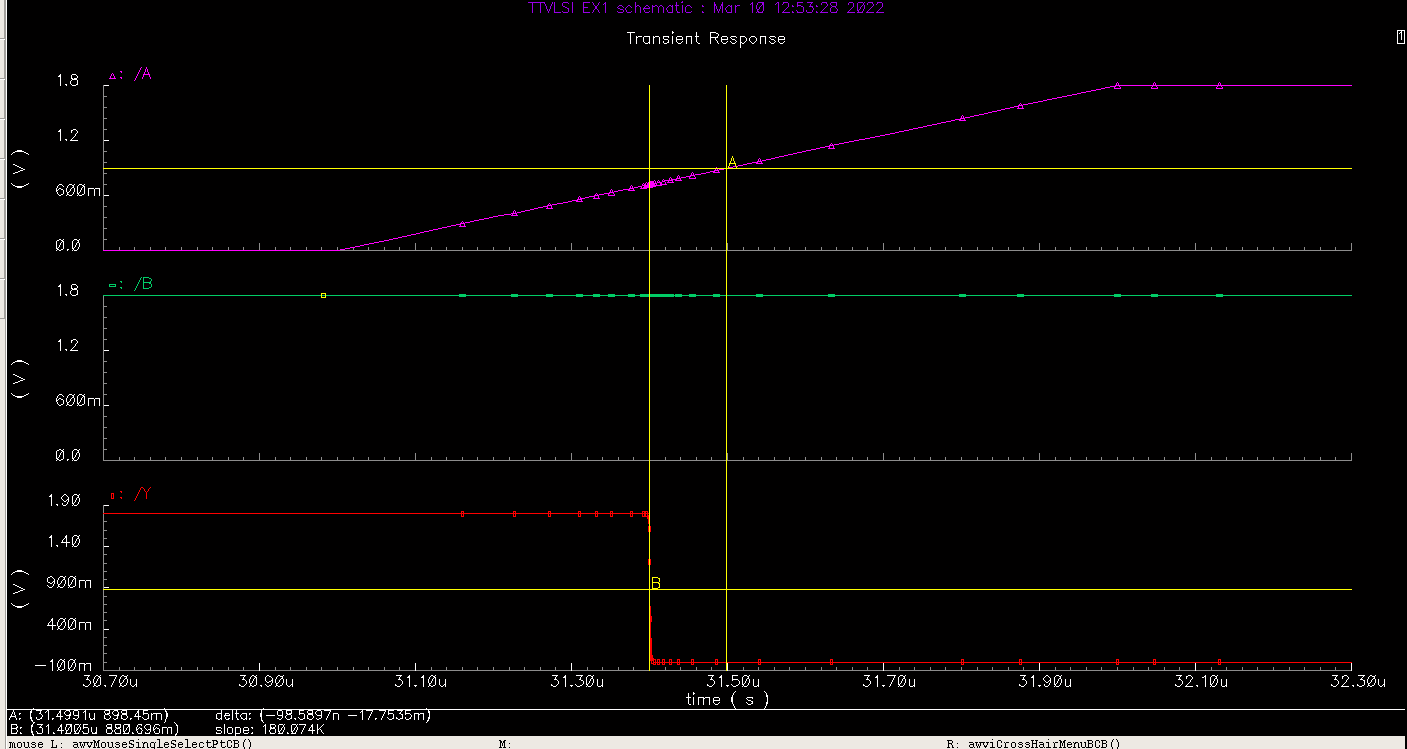 TTVLSI EX1 schematic : Mar 10 12:53:28 2022
Transient Response
1
△: /A
1.8
1.2
600m
0.0
(V)
A
: /B
1.8
1.2
600m
0.0
(V)
: /Y
1.90
1.40
900m
400m
-100m
(V)
B
30.70u 30.90u 31.10u 31.30u 31.50u 31.70u 31.90u 32.10u 32.30u
time ( s )
A: (31.4991u 898.45m) delta: (-98.5897n -17.7535m)
B: (31.4005u 880.696m) slope: 180.074K
mouse L: awvMouseSingleSelectPtCB() M: R: awviCrossHairMenuBCB()